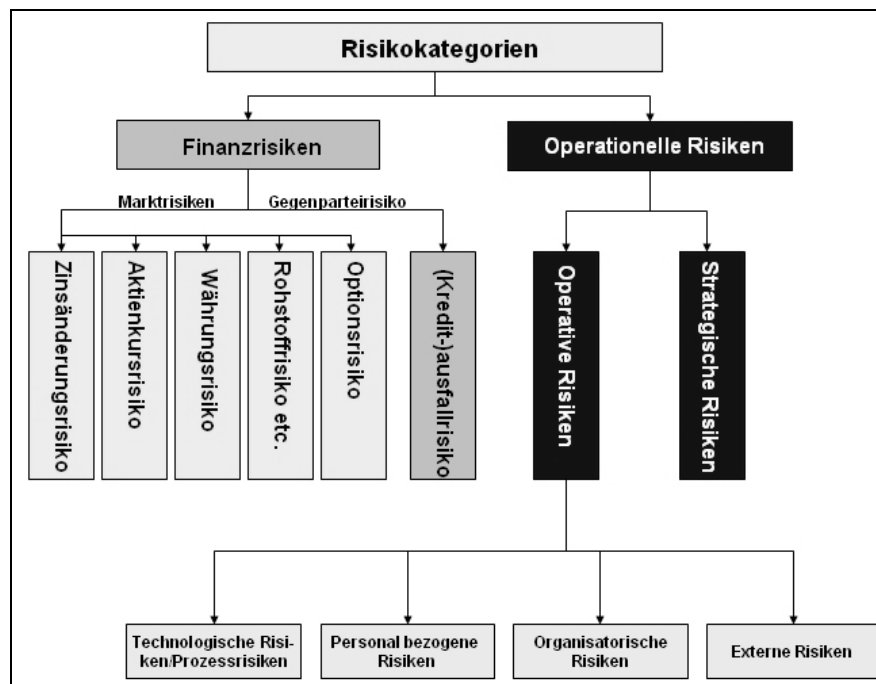 Risikokategorien
Finanzrisiken
Operationelle Risiken
Marktrisiken
Gegenparteirisiko
Zinsänderungsrisiko
Aktienkursrisiko
Währungsrisiko
Rohstoffrisiko etc.
Optionsrisiko
(Kredit-)ausfallrisiko
Operative Risiken
Strategische Risiken
Technologische Risi-
ken/Prozessrisiken
Personal bezogene
Risiken
Organisatorische
Risiken
Externe Risiken